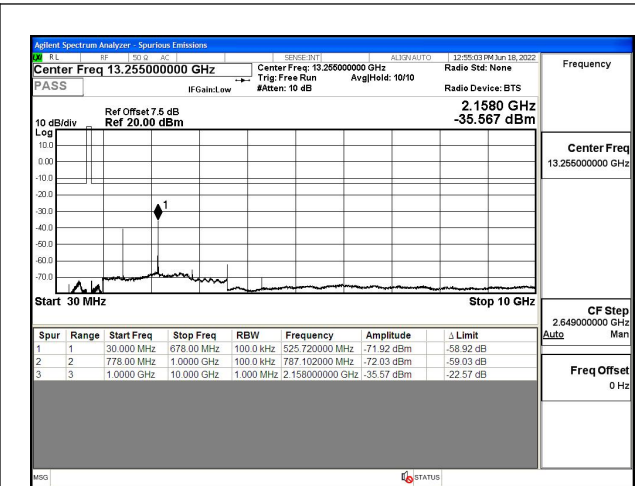 Agilent Spectrum Analyzer - Spurious Emissions
RL RF 50 Ω AC SENSE:INT ALIGN AUTO 12:55:03 PM Jun 18, 2022
Center Freq 13.255000000 GHz
Center Freq: 13.255000000 GHz
Radio Std: None
Trig: Free Run Avg|Hold: 10/10
PASS IFGain:Low #Atten: 10 dB Radio Device: BTS
Ref Offset 7.5 dB 2.1580 GHz
10 dB/div Ref 20.00 dBm -35.567 dBm
Log
10.0
0.00
-10.0
-20.0
-30.0
-40.0
-50.0
-60.0
-70.0
1
Start 30 MHz Stop 10 GHz
Spur Range Start Freq Stop Freq RBW Frequency Amplitude Δ Limit
1 1 30.000 MHz 678.00 MHz 100.0 kHz 525.720000 MHz -71.92 dBm -58.92 dB
2 2 778.00 MHz 1.0000 GHz 100.0 kHz 787.102000 MHz -72.03 dBm -59.03 dB
3 3 1.0000 GHz 10.000 GHz 1.000 MHz 2.158000000 GHz -35.57 dBm -22.57 dB
MSG STATUS
Frequency
Center Freq
13.255000000 GHz
CF Step
2.649000000 GHz
Auto Man
Freq Offset
0 Hz